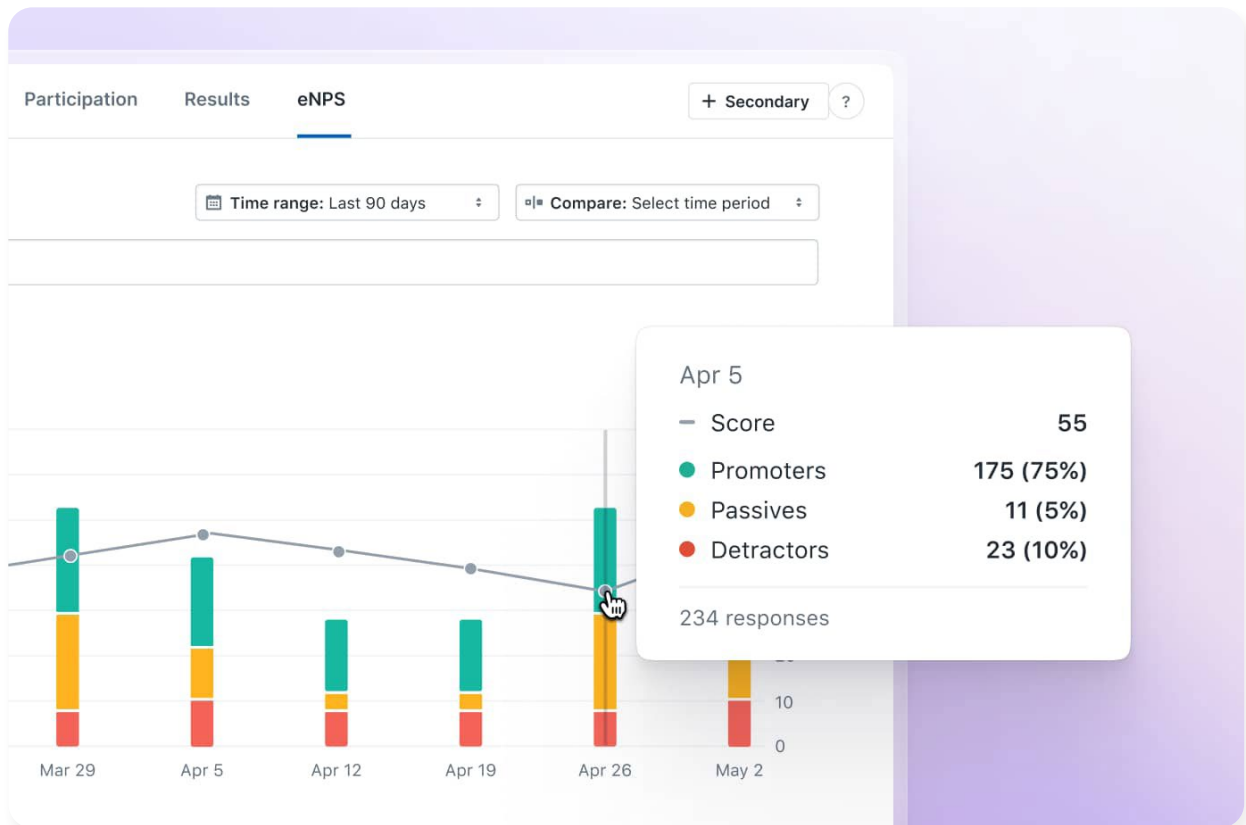 Participation Results eNPS + Secondary ?
Time range: Last 90 days Compare: Select time period
Apr 5
Score 55
Promoters 175 (75%)
Passives 11 (5%)
Detractors 23 (10%)
234 responses
10
0
Mar 29 Apr 5 Apr 12 Apr 19 Apr 26 May 2